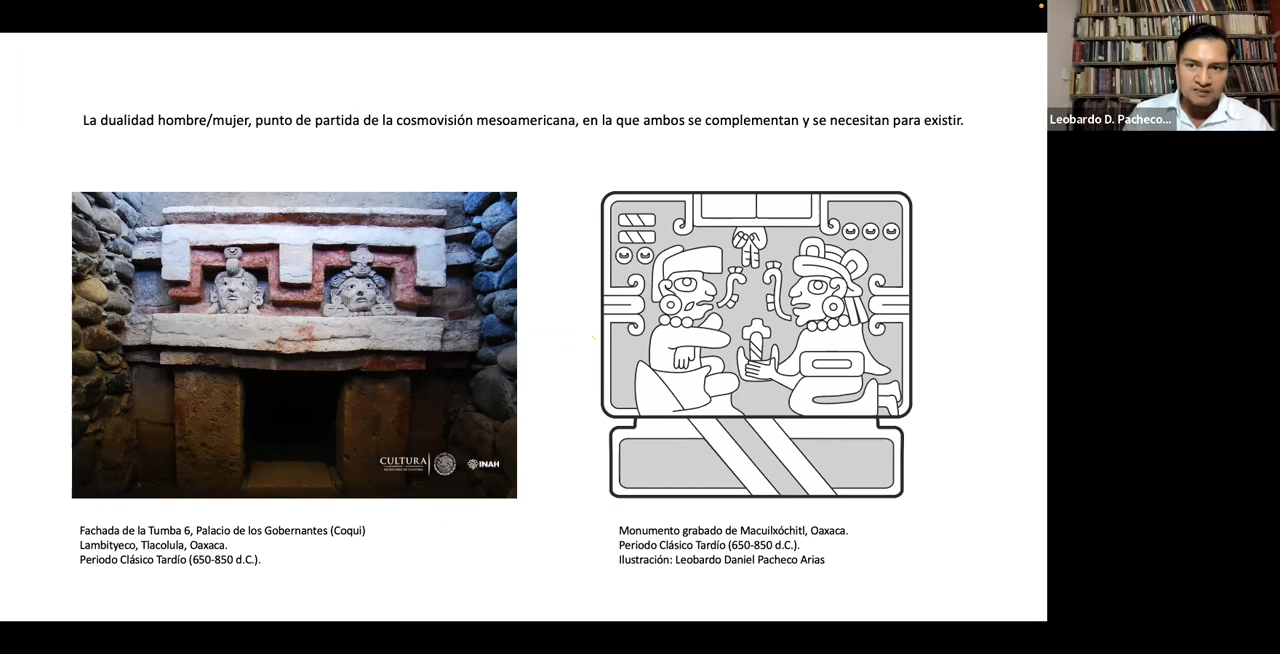 La dualidad hombre/mujer, punto de partida de la cosmovisión mesoamericana, en la que ambos se complementan y se necesitan para existir.
Leobardo D. Pacheco...
CULTURA
SECRETARÍA DE CULTURA
INAH
Fachada de la Tumba 6, Palacio de los Gobernantes (Coqui)
Lambityeco, Tlacolula, Oaxaca.
Periodo Clásico Tardío (650-850 d.C.).
Monumento grabado de Macuilxóchitl, Oaxaca.
Periodo Clásico Tardío (650-850 d.C.).
Ilustración: Leobardo Daniel Pacheco Arias